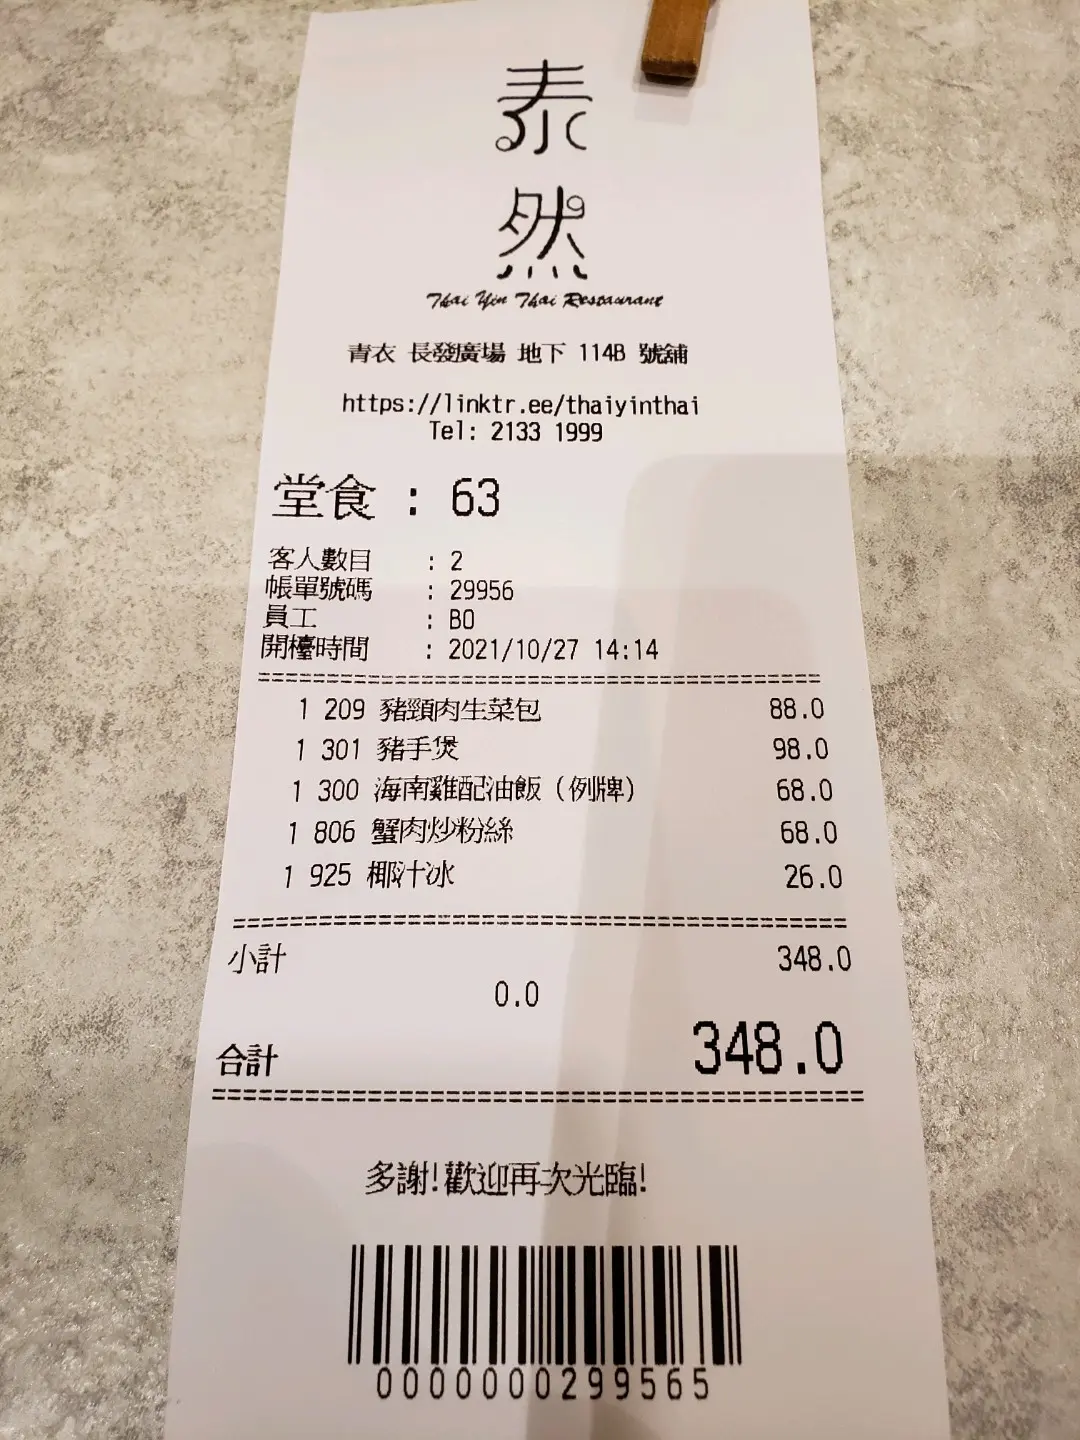 泰
然
Thai Yin Thai Restaurant
青衣 長發廣場 地下 114B 號舖
https://linktr.ee/thaiyinthai
Tel: 2133 1999
堂食 : 63
客人數目 : 2
帳單號碼 : 29956
員工 : BO
開檯時間 : 2021/10/27 14:14
1 209 豬頸肉生菜包 88.0
1 301 豬手煲 98.0
1 300 海南雞配油飯(例牌) 68.0
1 806 蟹肉炒粉絲 68.0
1 925 椰汁冰 26.0
小計 348.0
0.0
合計 348.0
多謝!歡迎再次光臨!
0000000299565